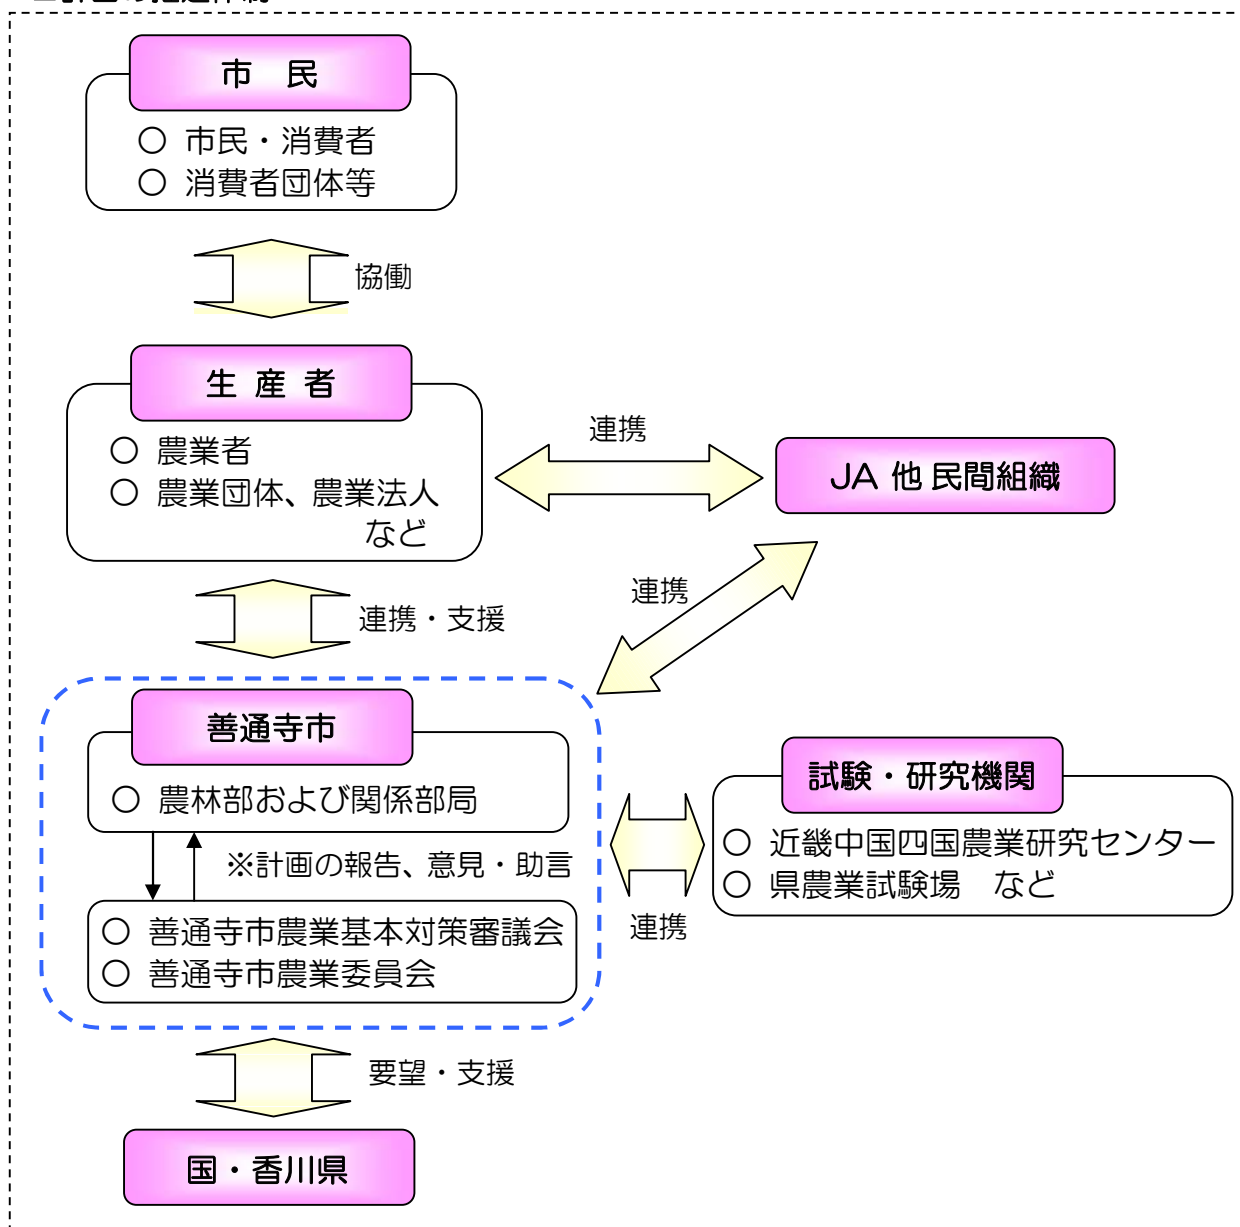 市　民
○ 市民・消費者
○ 消費者団体等
協働
生 産 者
○ 農業者
○ 農業団体、農業法人
など
連携
JA 他 民間組織
連携・支援
連携
善通寺市
○ 農林部および関係部局
※計画の報告、意見・助言
○ 善通寺市農業基本対策審議会
○ 善通寺市農業委員会
連携
試験・研究機関
○ 近畿中国四国農業研究センター
○ 県農業試験場　など
要望・支援
国・香川県